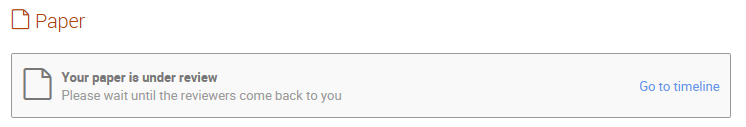 Paper
Your paper is under review
Please wait until the reviewers come back to you
Go to timeline